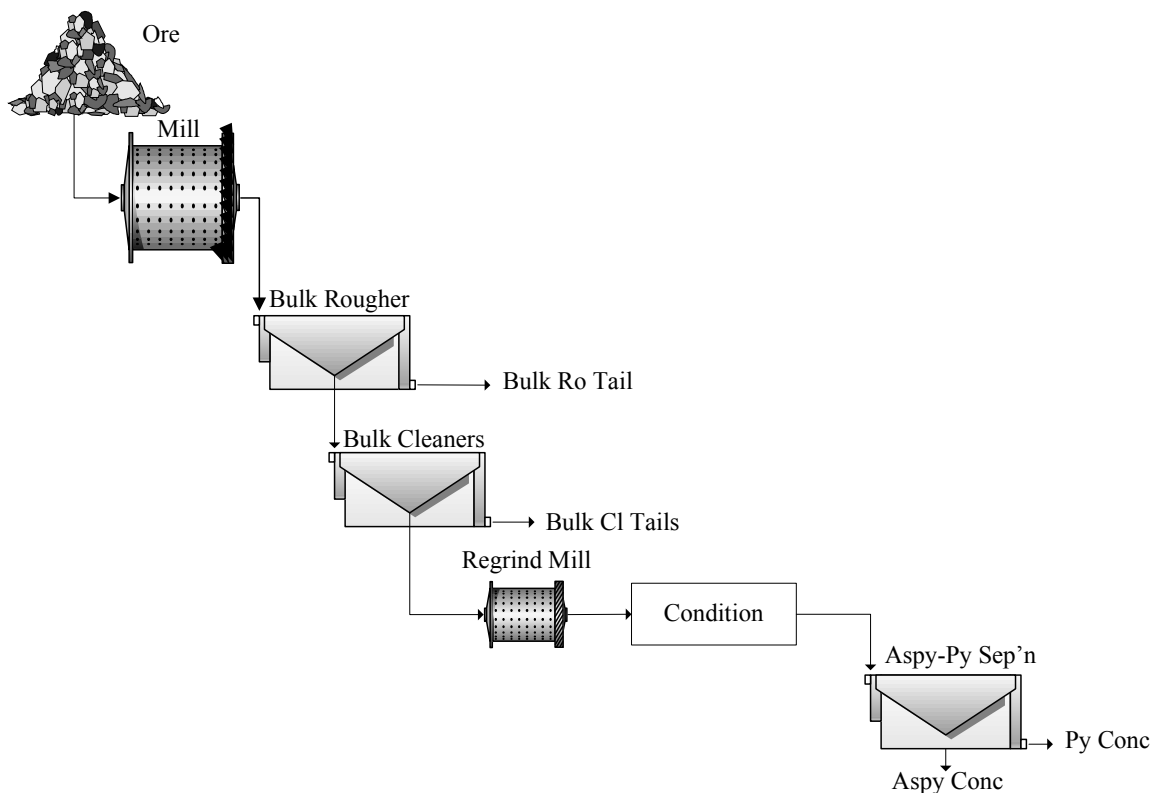 Ore
Mill
Bulk Rougher
Bulk Ro Tail
Bulk Cleaners
Bulk Cl Tails
Regrind Mill
Condition
Aspy-Py Sep’n
Py Conc
Aspy Conc